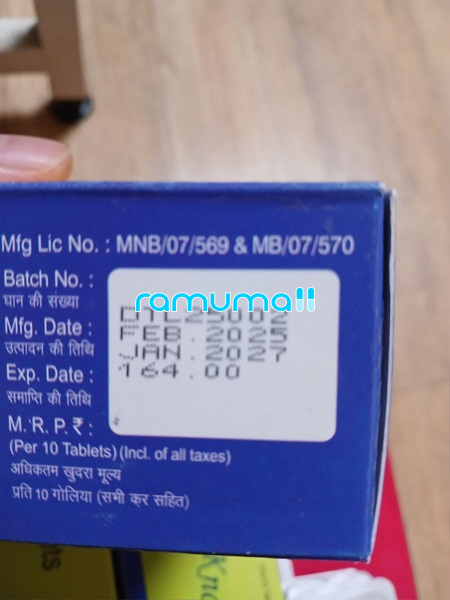 Mfg Lic No. : MNB/07/569 & MB/07/570
Batch No. :
घान की संख्या
ramumall
Mfg. Date :
FEB. 2025
उत्पादन की तिथि
JAN. 2027
Exp. Date :
164.00
समाप्ति की तिथि
M. R. P. ₹ :
(Per 10 Tablets) (Incl. of all taxes)
अधिकतम खुदरा मूल्य
प्रति 10 गोलिया (सभी कर सहित)